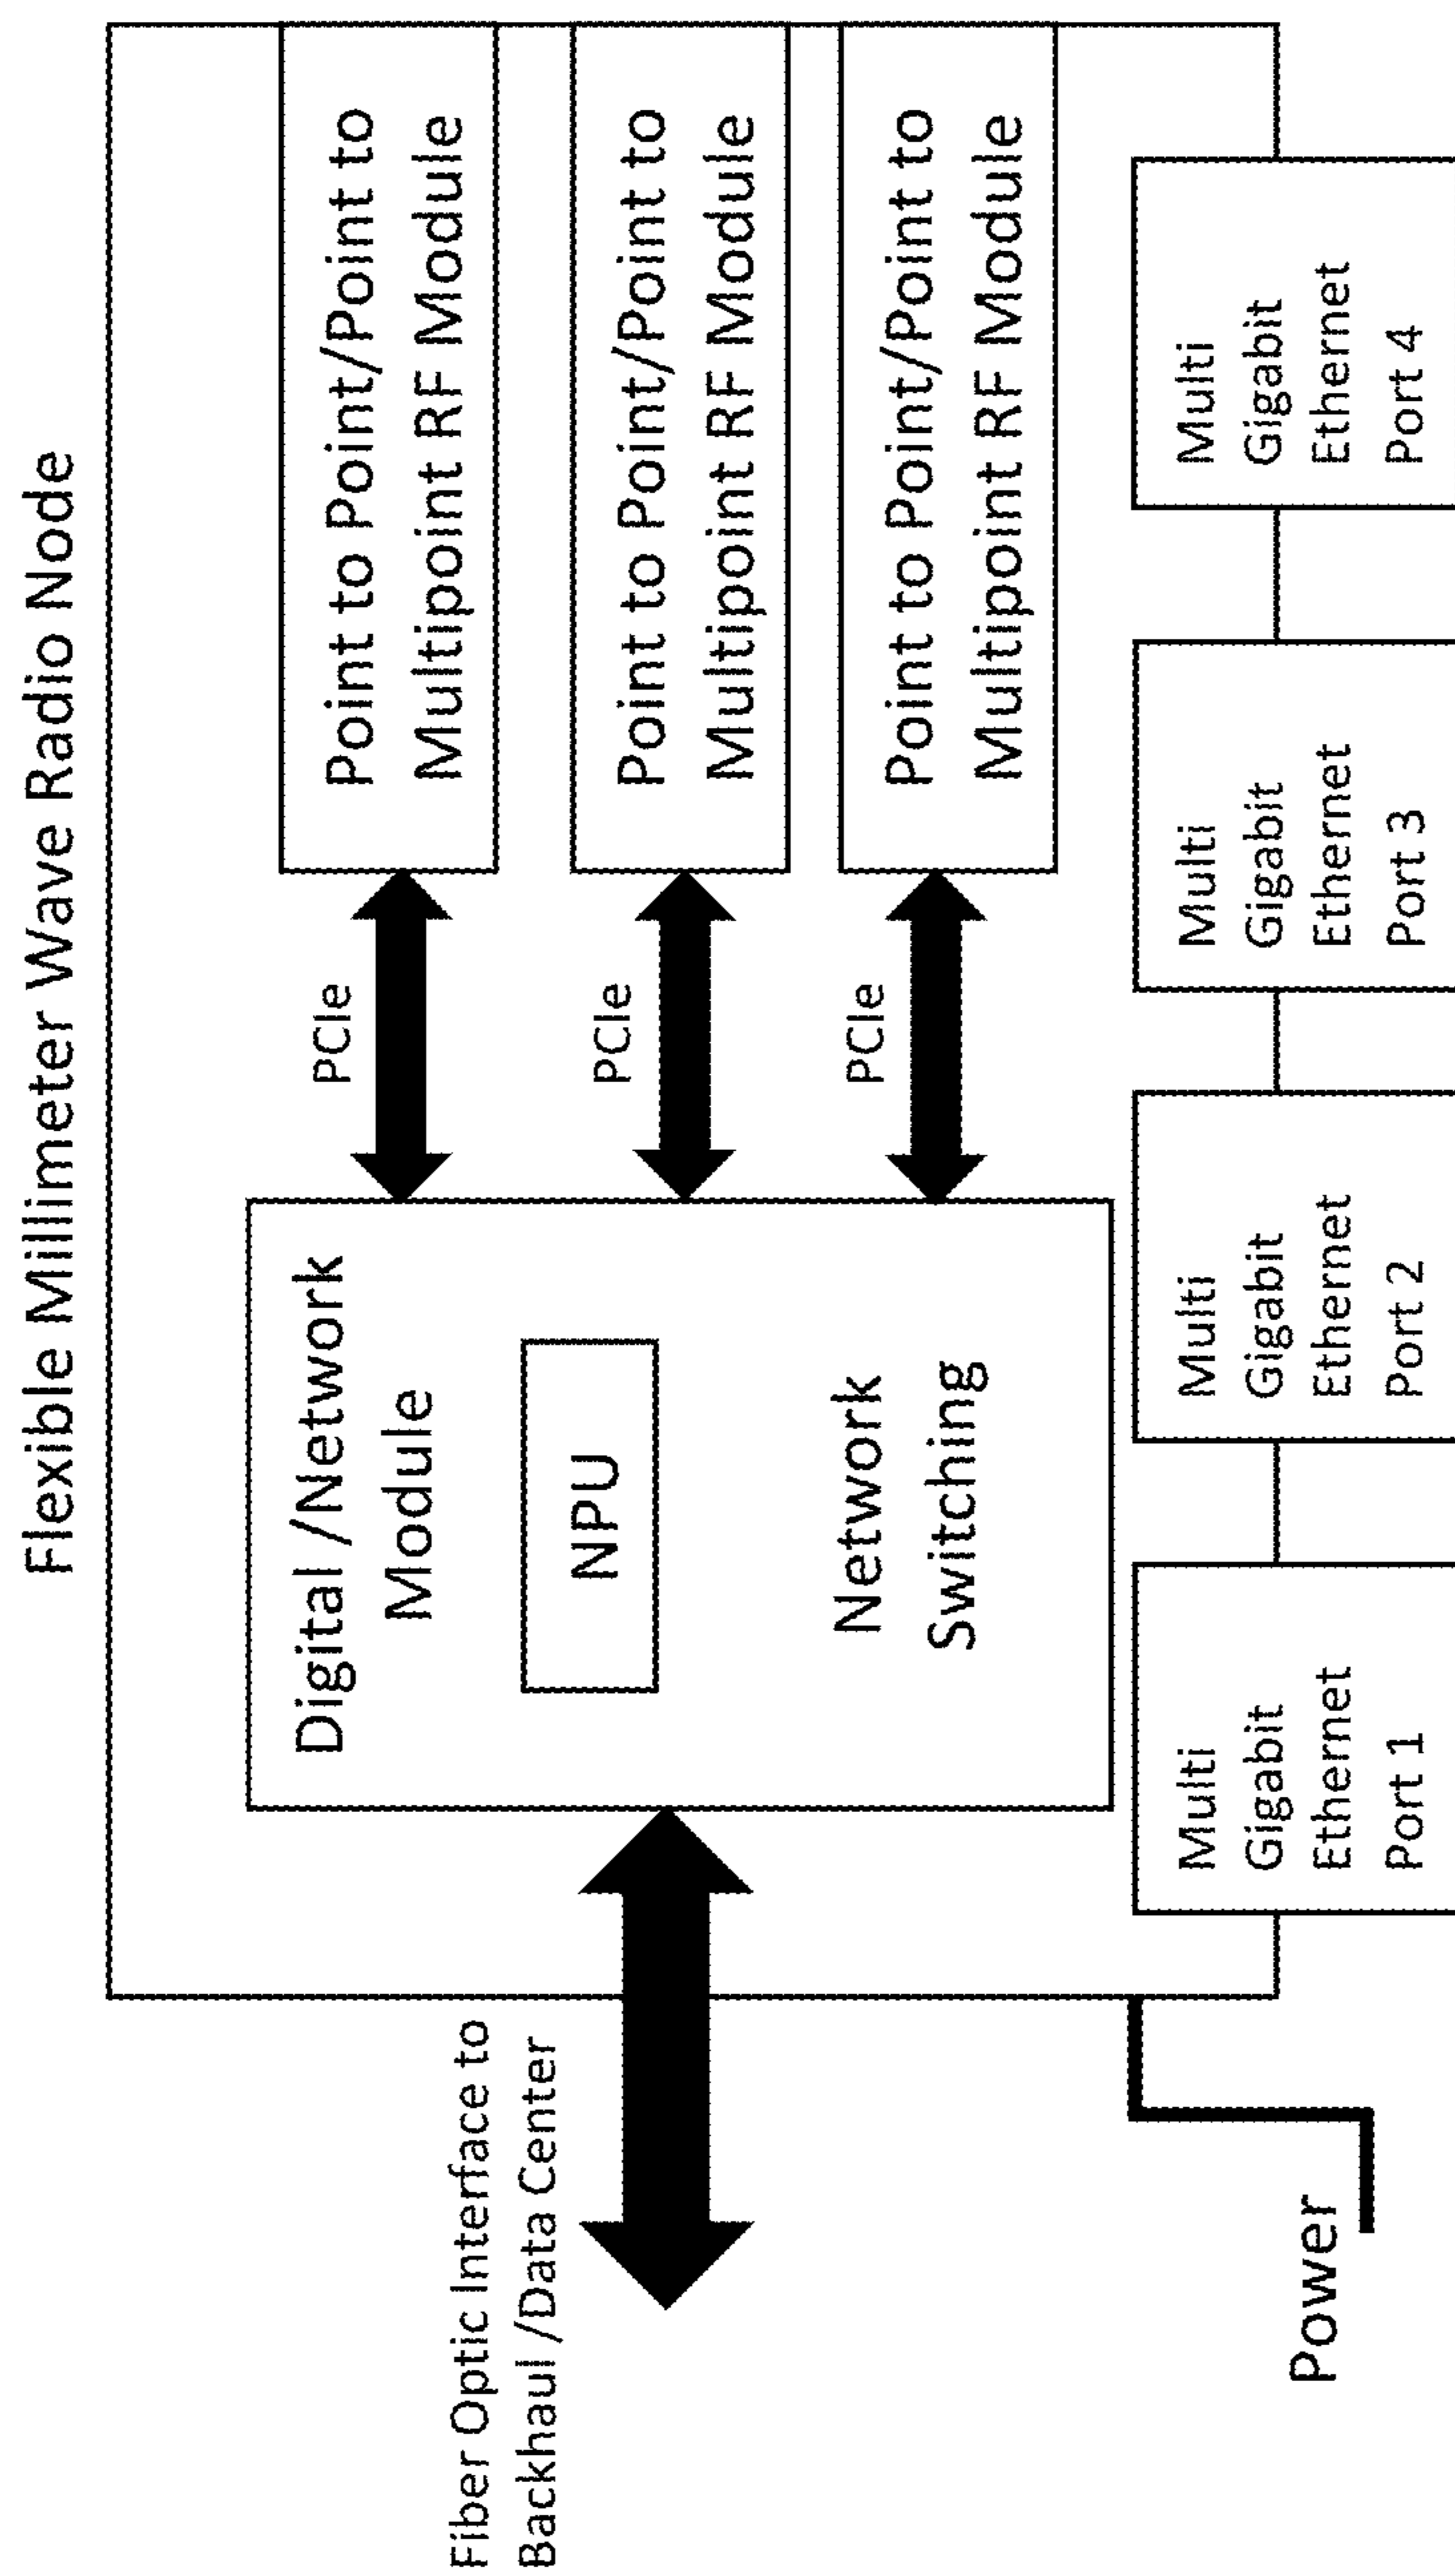 Flexible Millimeter Wave Radio Node
Fiber Optic Interface to
Backhaul /Data Center
Digital /Network
Module
NPU
Network
Switching
PCIe
Point to Point/Point to
Multipoint RF Module
PCIe
Point to Point/Point to
Multipoint RF Module
PCIe
Point to Point/Point to
Multipoint RF Module
Power
Multi
Gigabit
Ethernet
Port 1
Multi
Gigabit
Ethernet
Port 2
Multi
Gigabit
Ethernet
Port 3
Multi
Gigabit
Ethernet
Port 4